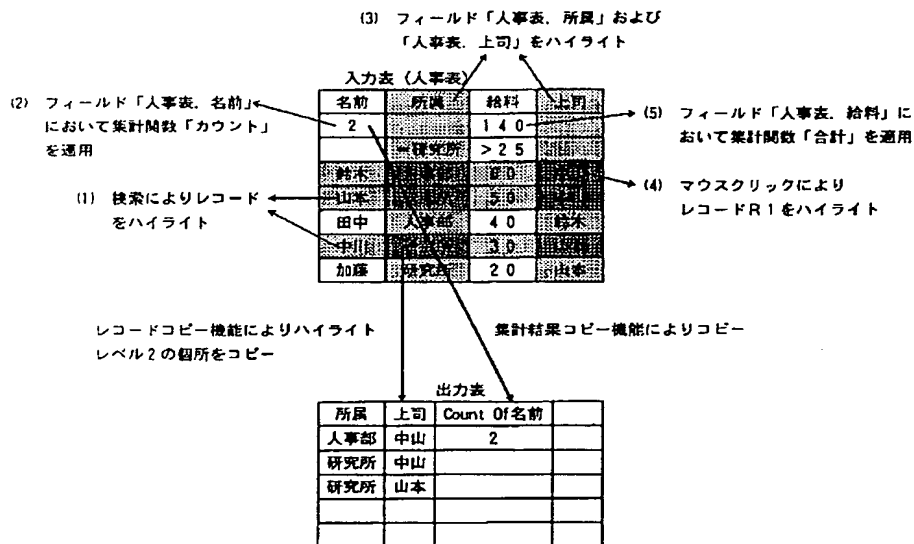 (3) フィールド「人事表．所属」および
「人事表．上司」をハイライト
入力表（人事表）
(2) フィールド「人事表．名前」
において集計関数「カウント」
を適用
名前 所属 給料 上司
2 140
＝研究所 >25
鈴木
山本 50
田中 人事部 40 鈴木
中川 30
加藤 研究所 20 山本
(5) フィールド「人事表．給料」に
おいて集計関数「合計」を適用
(1) 検索によりレコード
をハイライト
(4) マウスクリックにより
レコードR1をハイライト
レコードコピー機能によりハイライト
レベル2の個所をコピー
集計結果コピー機能によりコピー
出力表
所属 上司 Count Of名前
人事部 中山 2
研究所 中山
研究所 山本